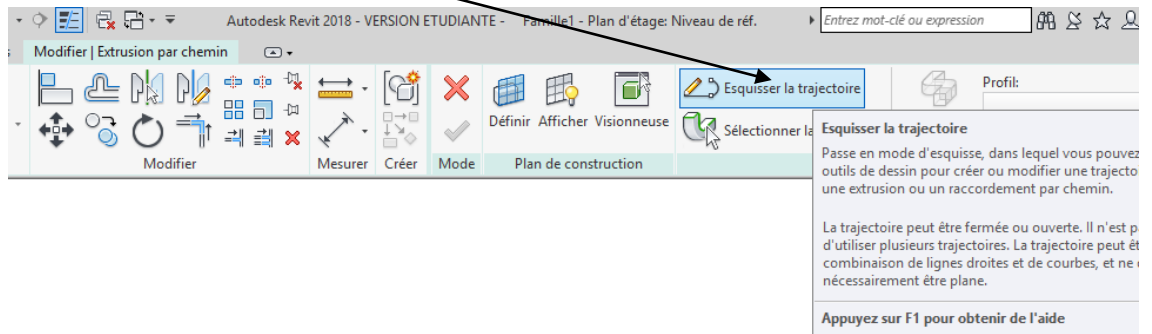 Autodesk Revit 2018 - VERSION ETUDIANTE - Famille1 - Plan d'étage: Niveau de réf.
Entrez mot-clé ou expression
Modifier | Extrusion par chemin
Esquisser la trajectoire
Profil:
Définir Afficher Visionneuse
Sélectionner la
Modifier
Mesurer
Créer
Mode
Plan de construction
Esquisser la trajectoire
Passe en mode d'esquisse, dans lequel vous pouvez
outils de dessin pour créer ou modifier une trajecto
une extrusion ou un raccordement par chemin.
La trajectoire peut être fermée ou ouverte. Il n'est p
d'utiliser plusieurs trajectoires. La trajectoire peut êt
combinaison de lignes droites et de courbes, et ne
nécessairement être plane.
Appuyez sur F1 pour obtenir de l'aide